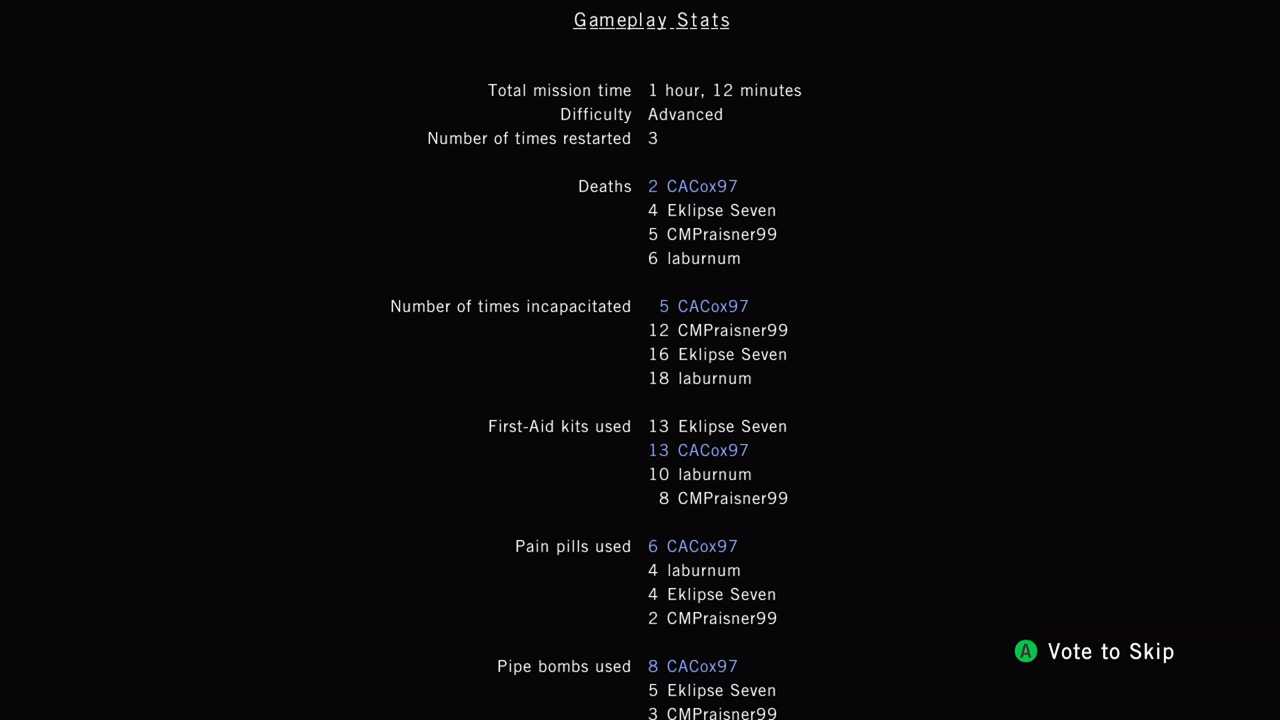 Gameplay Stats
Total mission time 1 hour, 12 minutes
Difficulty Advanced
Number of times restarted 3
Deaths 2 CACox97
4 Eklipse Seven
5 CMPraisner99
6 laburnum
Number of times incapacitated 5 CACox97
12 CMPraisner99
16 Eklipse Seven
18 laburnum
First-Aid kits used 13 Eklipse Seven
13 CACox97
10 laburnum
8 CMPraisner99
Pain pills used 6 CACox97
4 laburnum
4 Eklipse Seven
2 CMPraisner99
A Vote to Skip
Pipe bombs used 8 CACox97
5 Eklipse Seven
3 CMPraisner99